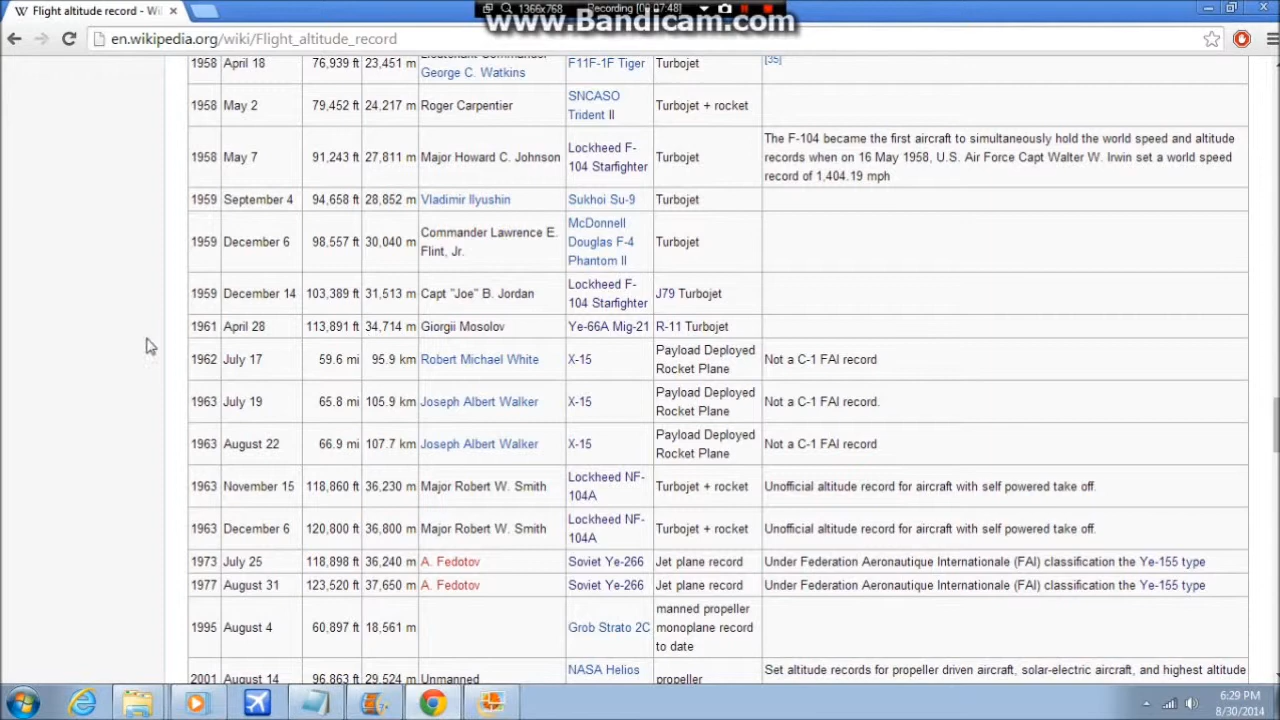 Flight altitude record - Wi
Recording [00:07:48]
1366x768
www.Bandicam.com
en.wikipedia.org/wiki/Flight_altitude_record
1958 April 18 76,939 ft 23,451 m Lieutenant Commander George C. Watkins F11F-1F Tiger Turbojet [35]
1958 May 2 79,452 ft 24,217 m Roger Carpentier SNCASO Trident II Turbojet + rocket
1958 May 7 91,243 ft 27,811 m Major Howard C. Johnson Lockheed F-104 Starfighter Turbojet The F-104 became the first aircraft to simultaneously hold the world speed and altitude
records when on 16 May 1958, U.S. Air Force Capt Walter W. Irwin set a world speed
record of 1,404.19 mph
1959 September 4 94,658 ft 28,852 m Vladimir Ilyushin Sukhoi Su-9 Turbojet
1959 December 6 98,557 ft 30,040 m Commander Lawrence E. Flint, Jr. McDonnell Douglas F-4 Phantom II Turbojet
1959 December 14 103,389 ft 31,513 m Capt "Joe" B. Jordan Lockheed F-104 Starfighter J79 Turbojet
1961 April 28 113,891 ft 34,714 m Giorgii Mosolov Ye-66A Mig-21 R-11 Turbojet
1962 July 17 59.6 mi 95.9 km Robert Michael White X-15 Payload Deployed Rocket Plane Not a C-1 FAI record
1963 July 19 65.8 mi 105.9 km Joseph Albert Walker X-15 Payload Deployed Rocket Plane Not a C-1 FAI record.
1963 August 22 66.9 mi 107.7 km Joseph Albert Walker X-15 Payload Deployed Rocket Plane Not a C-1 FAI record
1963 November 15 118,860 ft 36,230 m Major Robert W. Smith Lockheed NF-104A Turbojet + rocket Unofficial altitude record for aircraft with self powered take off.
1963 December 6 120,800 ft 36,800 m Major Robert W. Smith Lockheed NF-104A Turbojet + rocket Unofficial altitude record for aircraft with self powered take off.
1973 July 25 118,898 ft 36,240 m A. Fedotov Soviet Ye-266 Jet plane record Under Federation Aeronautique Internationale (FAI) classification the Ye-155 type
1977 August 31 123,520 ft 37,650 m A. Fedotov Soviet Ye-266 Jet plane record Under Federation Aeronautique Internationale (FAI) classification the Ye-155 type
1995 August 4 60,897 ft 18,561 m Grob Strato 2C manned propeller monoplane record to date
2001 August 14 96,863 ft 29,524 m Unmanned NASA Helios propeller Set altitude records for propeller driven aircraft, solar-electric aircraft, and highest altitude
6:29 PM
8/30/2014